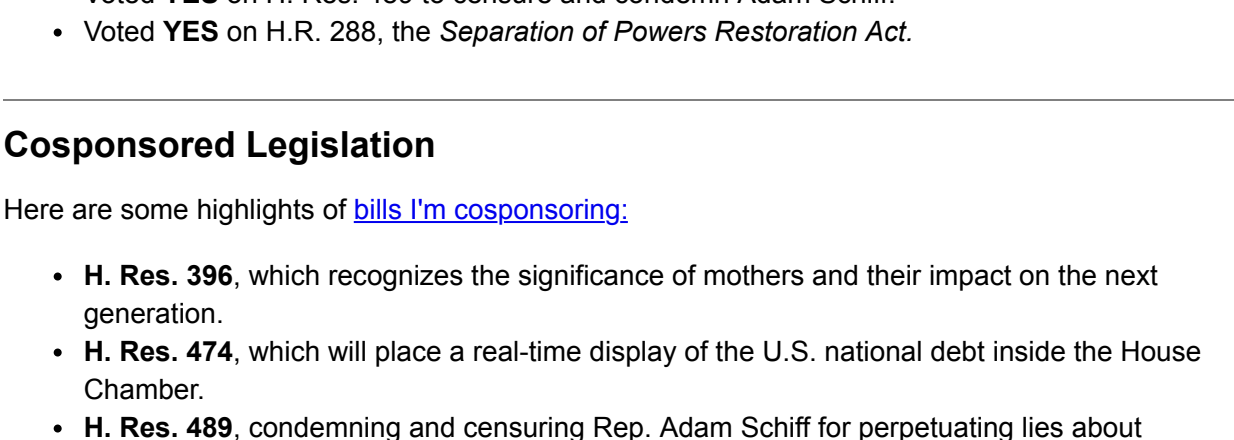 • Voted YES on H.R. 288, the Separation of Powers Restoration Act.
Cosponsored Legislation
Here are some highlights of bills I'm cosponsoring:
• H. Res. 396, which recognizes the significance of mothers and their impact on the next
generation.
• H. Res. 474, which will place a real-time display of the U.S. national debt inside the House
Chamber.
• H. Res. 489, condemning and censuring Rep. Adam Schiff for perpetuating lies about